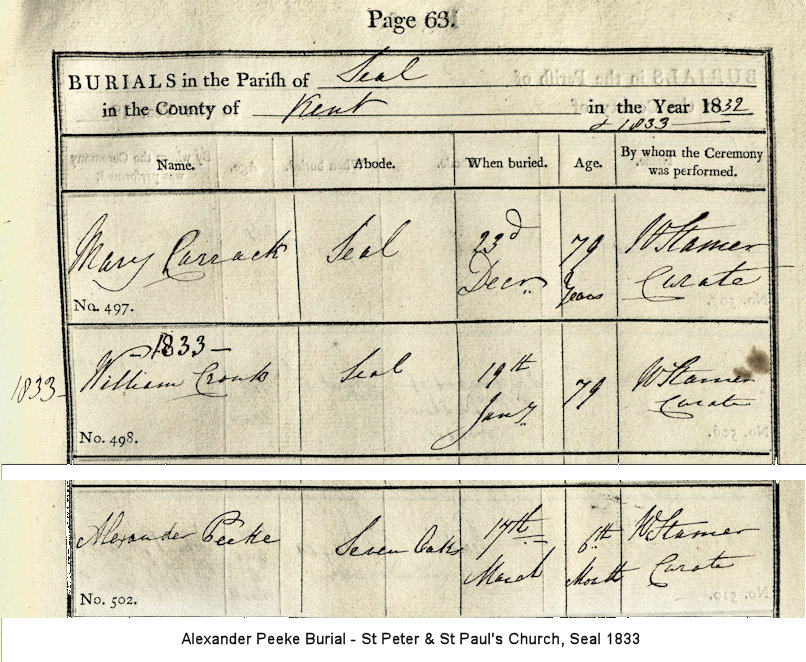 Page 63.
BURIALS in the Parish of Seal
in the County of Kent in the Year 1832
& 1833
Name. Abode. When buried. Age. By whom the Ceremony was performed.
Mary Carrack Seal 23d Decr. 79 Years W Stamer Curate
No. 497.
1833 – 1833 –
William Cronk Seal 19th Jany. 79 W Stamer Curate
No. 498.
Alexander Peeke Seven Oaks 17th March 6th Month W Stamer Curate
No. 502.
Alexander Peeke Burial - St Peter & St Paul's Church, Seal 1833